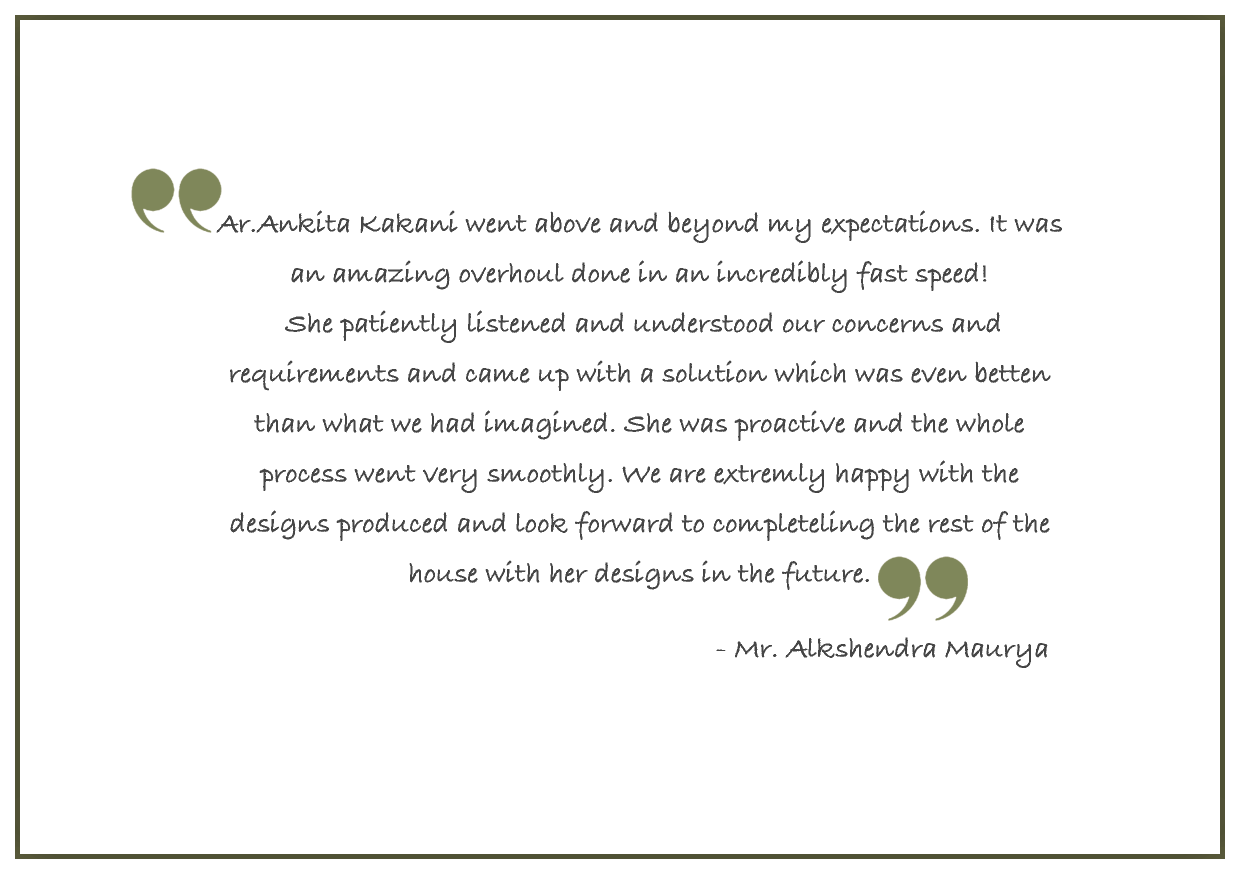 Ar.Ankita Kakani went above and beyond my expectations. It was
an amazing overhoul done in an incredibly fast speed!
She patiently listened and understood our concerns and
requirements and came up with a solution which was even betten
than what we had imagined. She was proactive and the whole
process went very smoothly. We are extremly happy with the
designs produced and look forward to completeling the rest of the
house with her designs in the future.
- Mr. Alkshendra Maurya